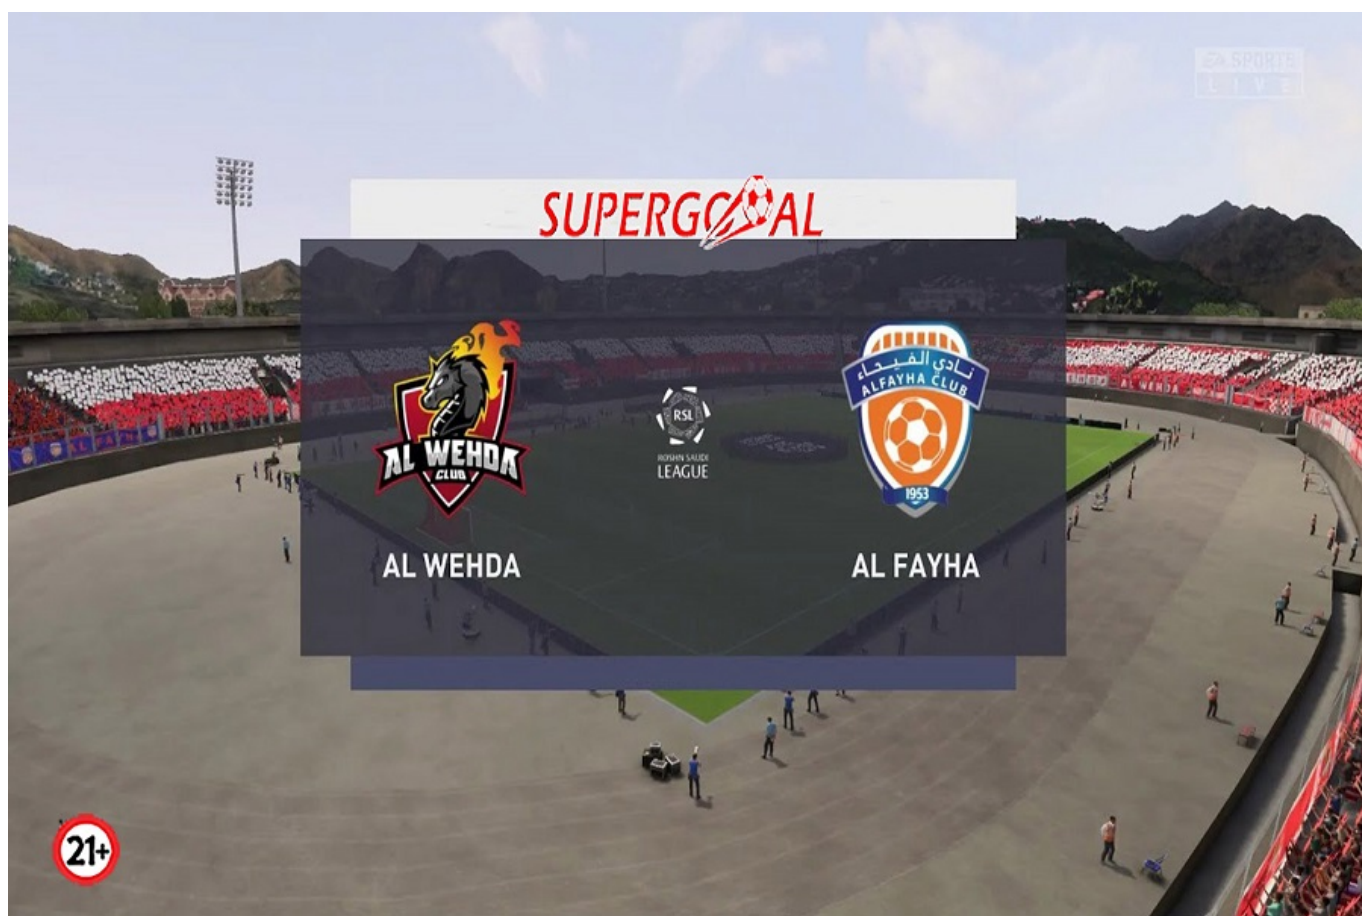 EA SPORTS
LIVE
SUPERGOAL
AL WEHDA
CLUB
نادي الفيحاء
ALFAYHA CLUB
1953
RSL
ROSHN SAUDI
LEAGUE
AL WEHDA
AL FAYHA
21+